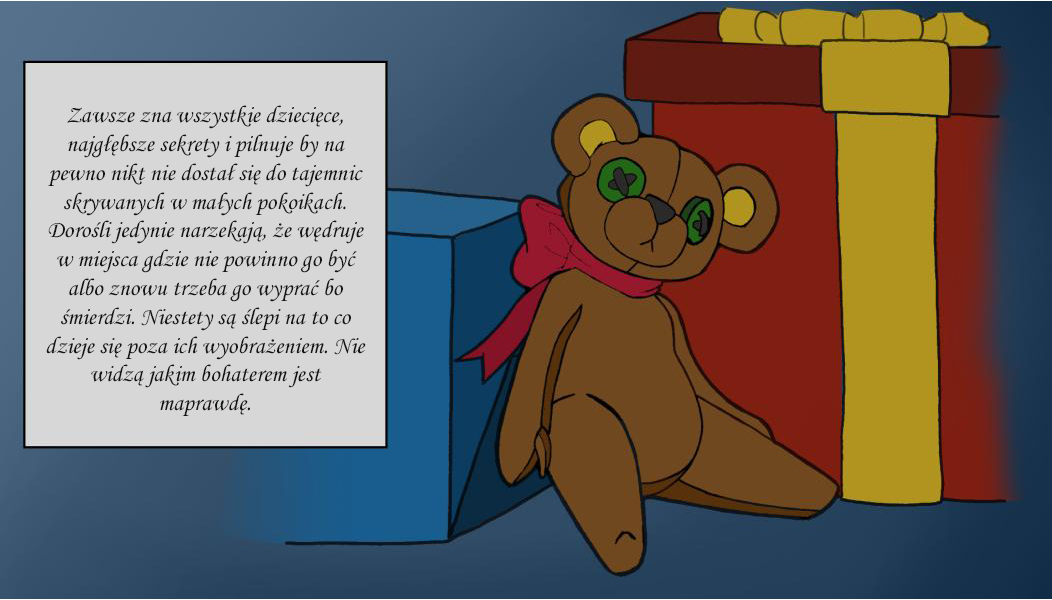 Zawsze zna wszystkie dziecięce,
najgłębsze sekrety i pilnuje by na
pewno nikt nie dostał się do tajemnic
skrywanych w małych pokoikach.
Dorośli jedynie narzekają, że wędruje
w miejsca gdzie nie powinno go być
albo znowu trzeba go wyprać bo
śmierdzi. Niestety są ślepi na to co
dzieje się poza ich wyobrażeniem. Nie
widzą jakim bohaterem jest
maprawdę.